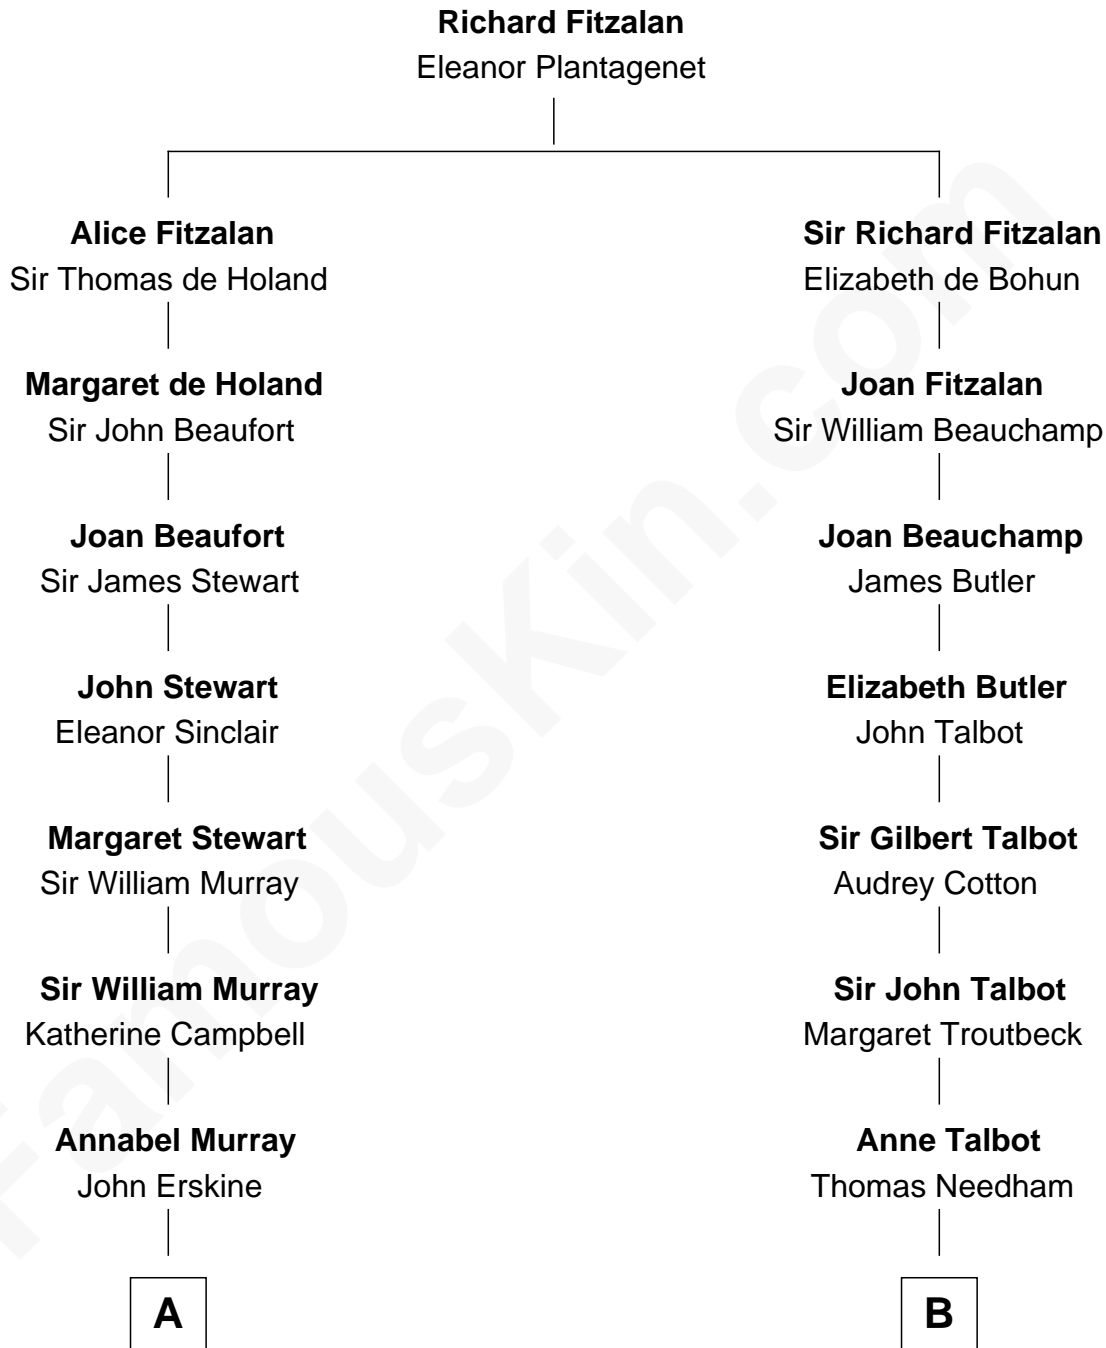 Richard Fitzalan
Eleanor Plantagenet
Alice Fitzalan
Sir Thomas de Holand
Margaret de Holand
Sir John Beaufort
Joan Beaufort
Sir James Stewart
John Stewart
Eleanor Sinclair
Margaret Stewart
Sir William Murray
Sir William Murray
Katherine Campbell
Annabel Murray
John Erskine
A
Sir Richard Fitzalan
Elizabeth de Bohun
Joan Fitzalan
Sir William Beauchamp
Joan Beauchamp
James Butler
Elizabeth Butler
John Talbot
Sir Gilbert Talbot
Audrey Cotton
Sir John Talbot
Margaret Troutbeck
Anne Talbot
Thomas Needham
B
FamousKin.com